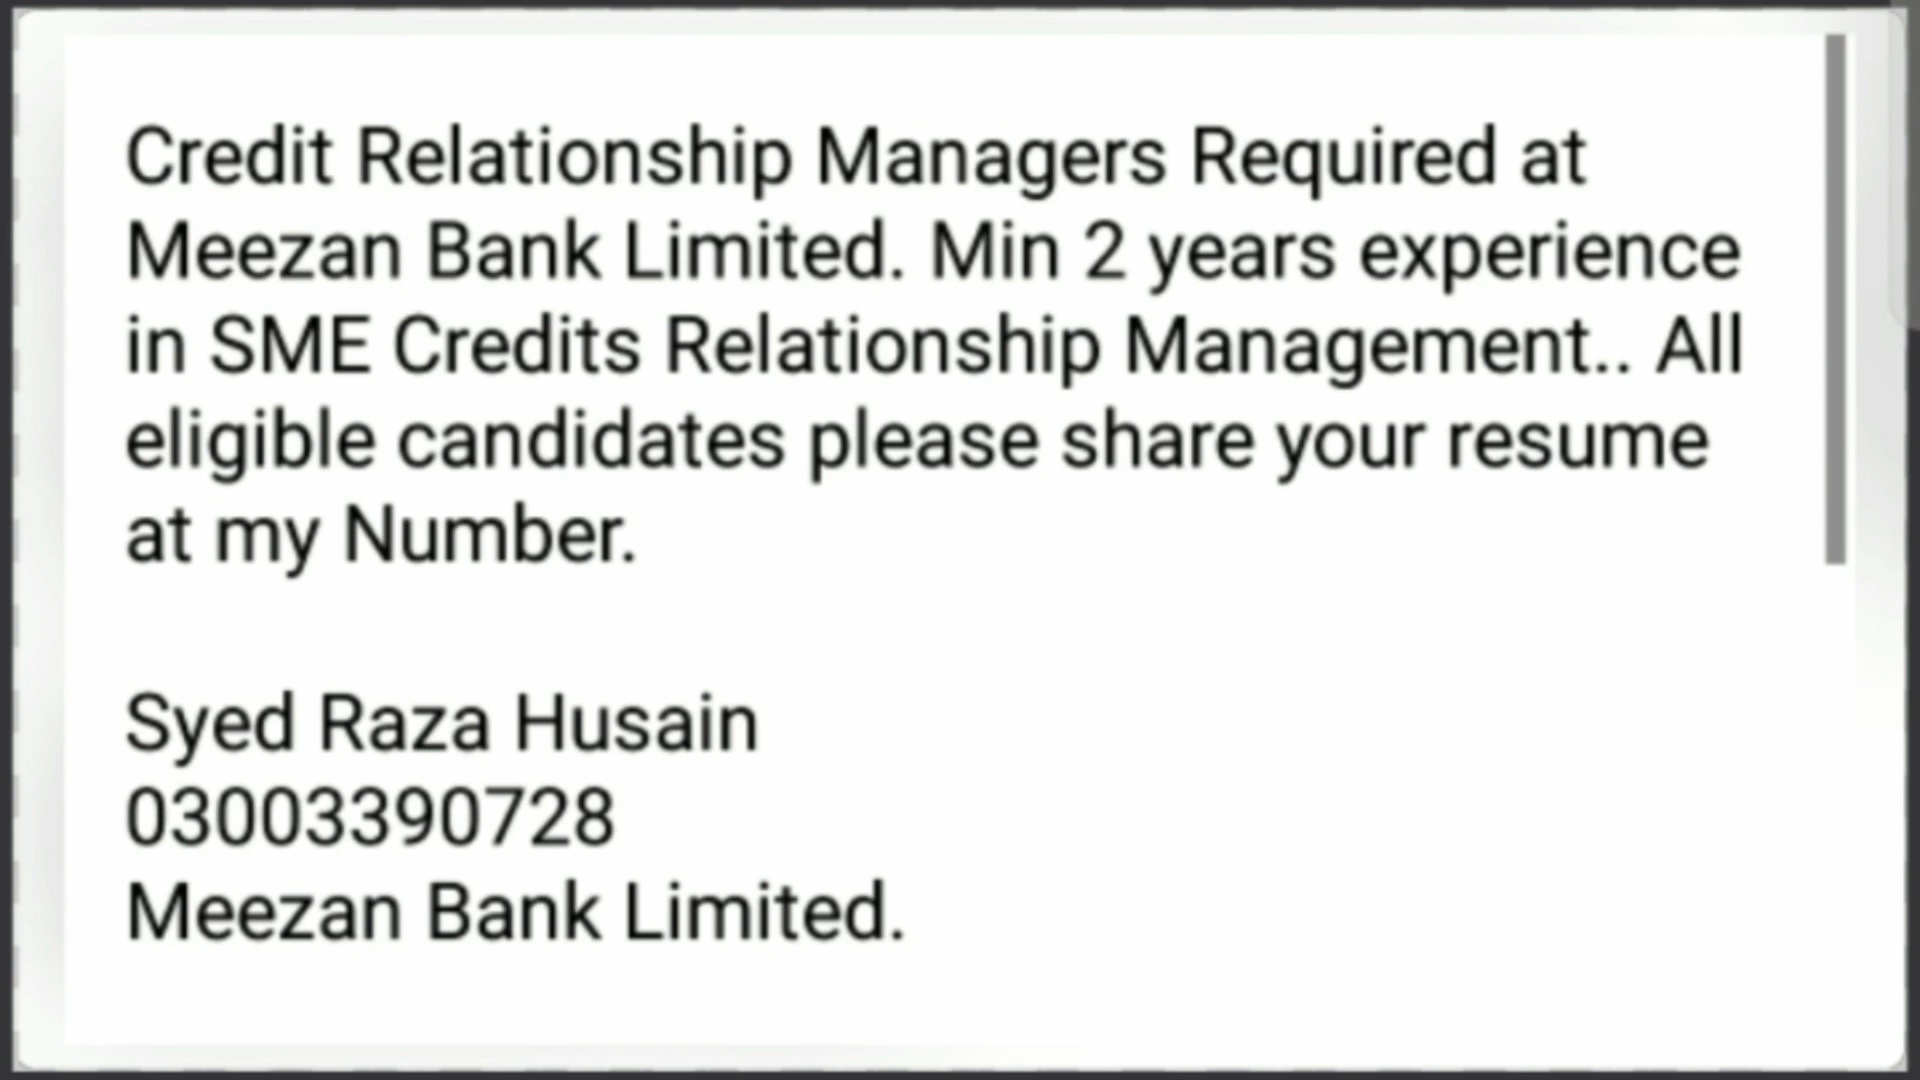 Credit Relationship Managers Required at
Meezan Bank Limited. Min 2 years experience
in SME Credits Relationship Management.. All
eligible candidates please share your resume
at my Number.
Syed Raza Husain
03003390728
Meezan Bank Limited.